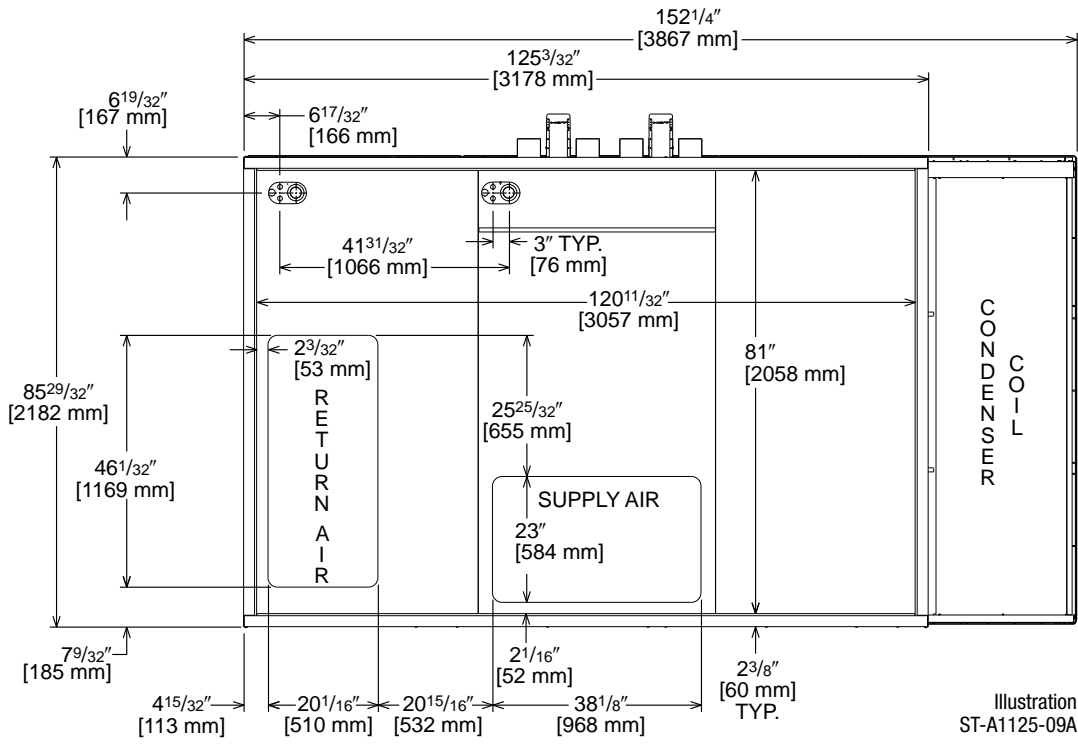 152 1/4"
[3867 mm]
125 3/32"
[3178 mm]
6 19/32"
[167 mm]
6 17/32"
[166 mm]
41 31/32"
[1066 mm]
3" TYP.
[76 mm]
120 11/32"
[3057 mm]
2 3/32"
[53 mm]
81"
[2058 mm]
85 29/32"
[2182 mm]
25 25/32"
[655 mm]
46 1/32"
[1169 mm]
RETURN AIR
SUPPLY AIR
23"
[584 mm]
CONDENSER
COIL
7 9/32"
[185 mm]
2 1/16"
[52 mm]
2 3/8"
[60 mm]
TYP.
4 15/32"
[113 mm]
20 1/16"
[510 mm]
20 15/16"
[532 mm]
38 1/8"
[968 mm]
Illustration
ST-A1125-09A